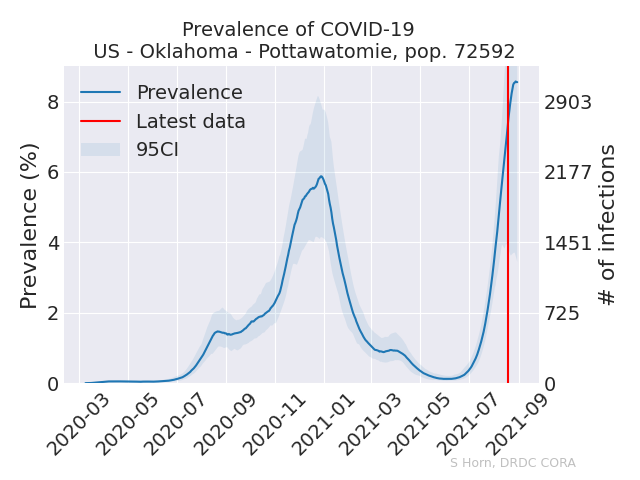 Prevalence of COVID-19
US - Oklahoma - Pottawatomie, pop. 72592
Prevalence
Latest data
95CI
Prevalence (%)
8
6
4
2
0
2903
2177
1451
725
0
# of infections
2020-03
2020-05
2020-07
2020-09
2020-11
2021-01
2021-03
2021-05
2021-07
2021-09
S Horn, DRDC CORA